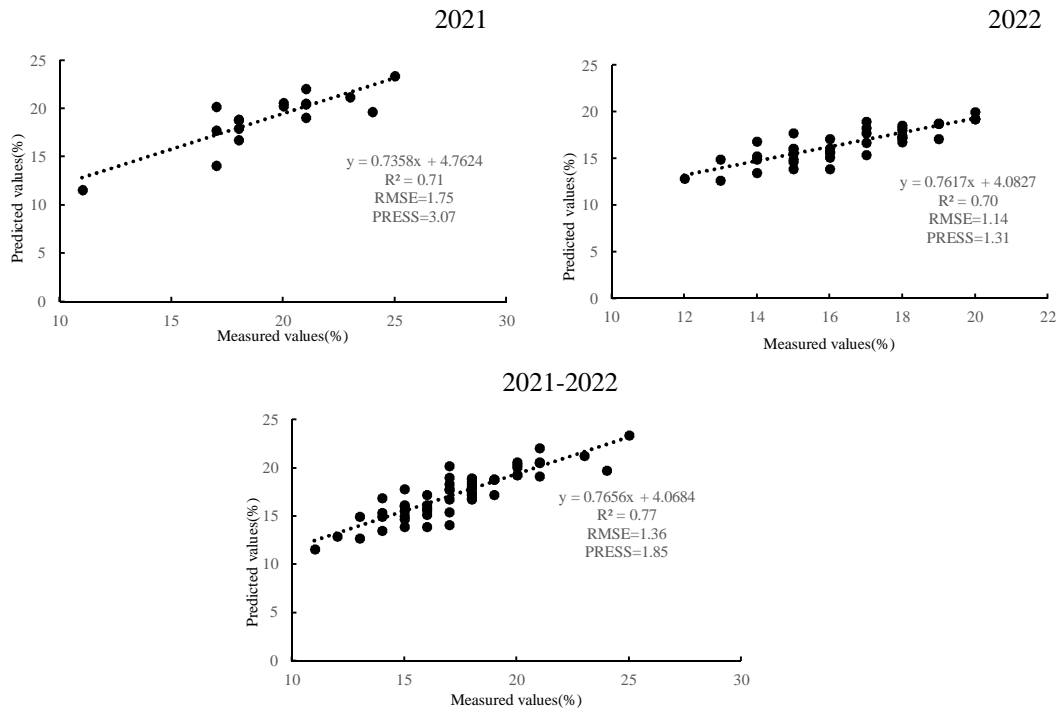 2021
Predicted values(%)
25
20
15
10
5
0
y = 0.7358x + 4.7624
R² = 0.71
RMSE=1.75
PRESS=3.07
10 15 20 25 30
Measured values(%)
2022
Predicted values(%)
25
20
15
10
5
0
y = 0.7617x + 4.0827
R² = 0.70
RMSE=1.14
PRESS=1.31
10 12 14 16 18 20 22
Measured values(%)
2021-2022
Predicted values(%)
25
20
15
10
5
0
y = 0.7656x + 4.0684
R² = 0.77
RMSE=1.36
PRESS=1.85
10 15 20 25 30
Measured values(%)